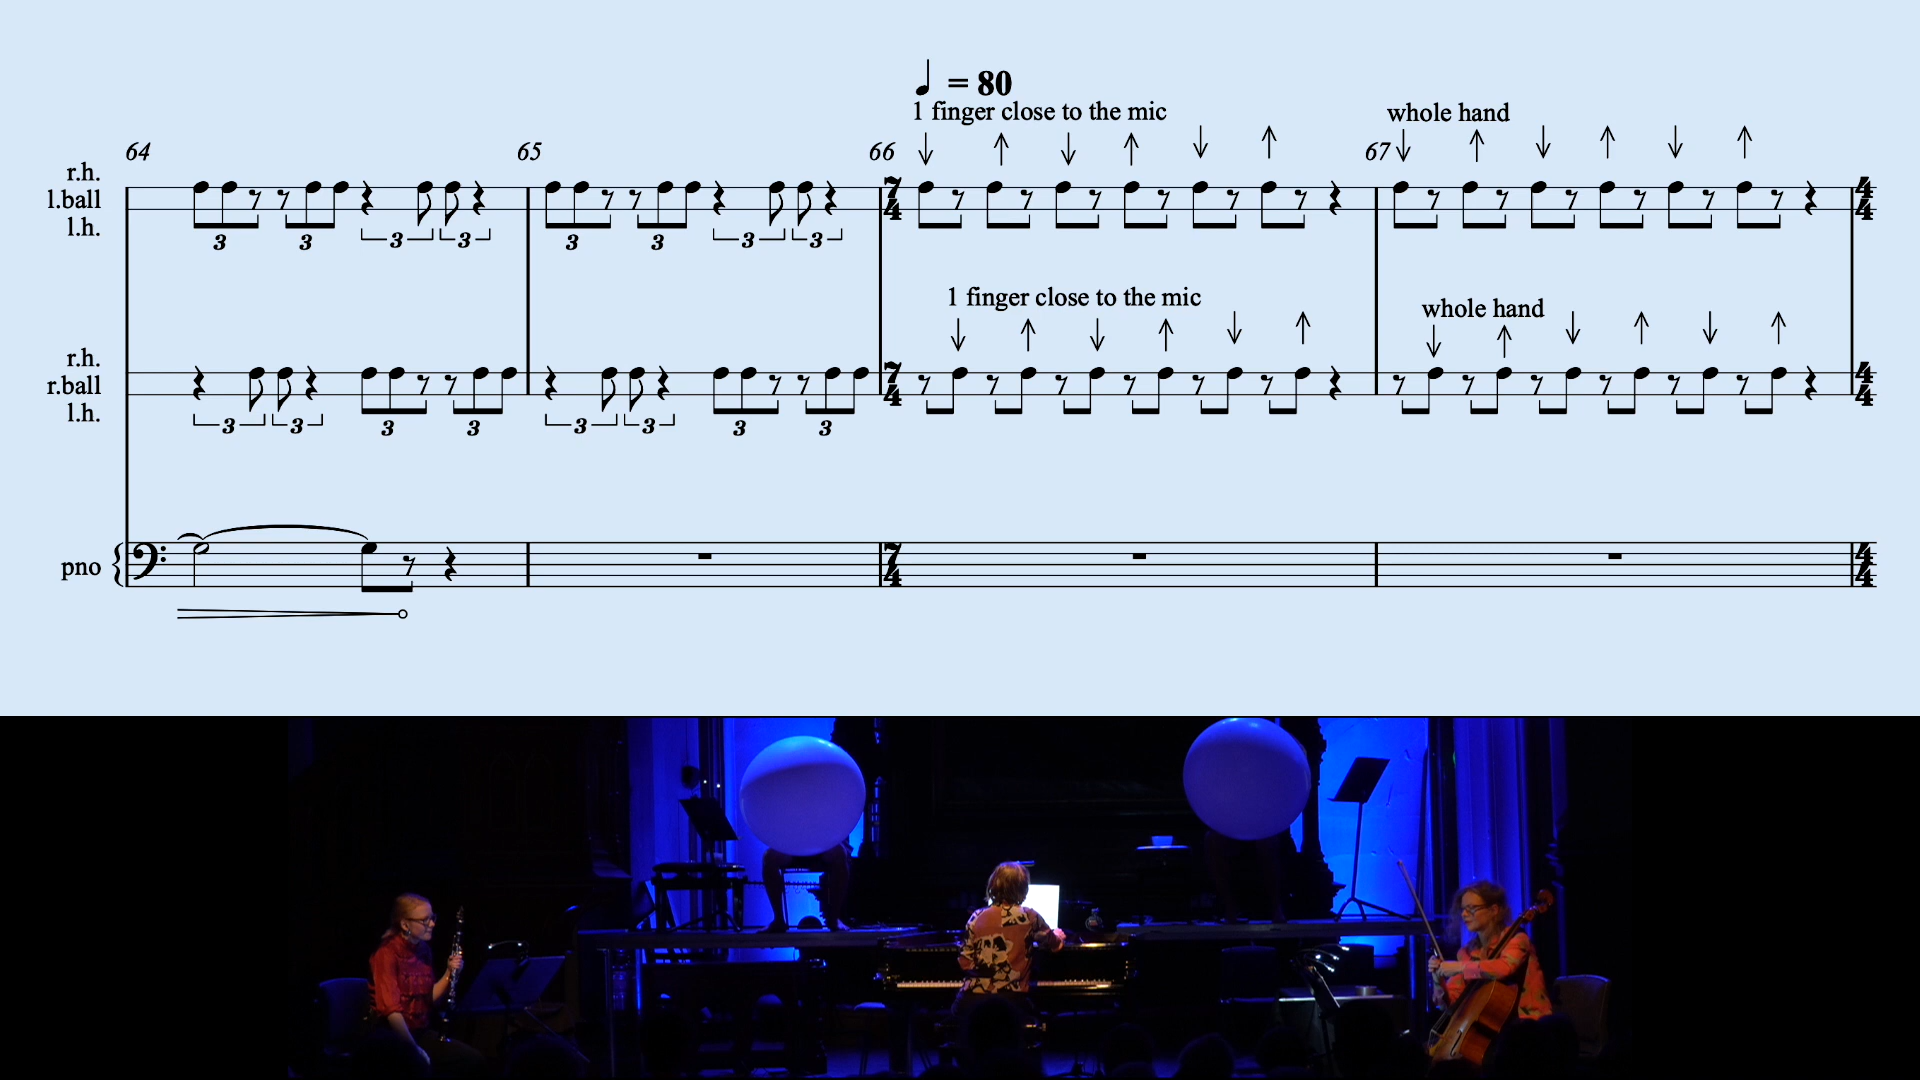 ♩ = 80
1 finger close to the mic
whole hand
64
65
66
67
r.h.
l.ball
l.h.
7
4
4
4
3
3
3
3
3
3
3
3
1 finger close to the mic
whole hand
r.h.
r.ball
l.h.
7
4
4
4
3
3
3
3
3
3
3
3
pno
7
4
4
4